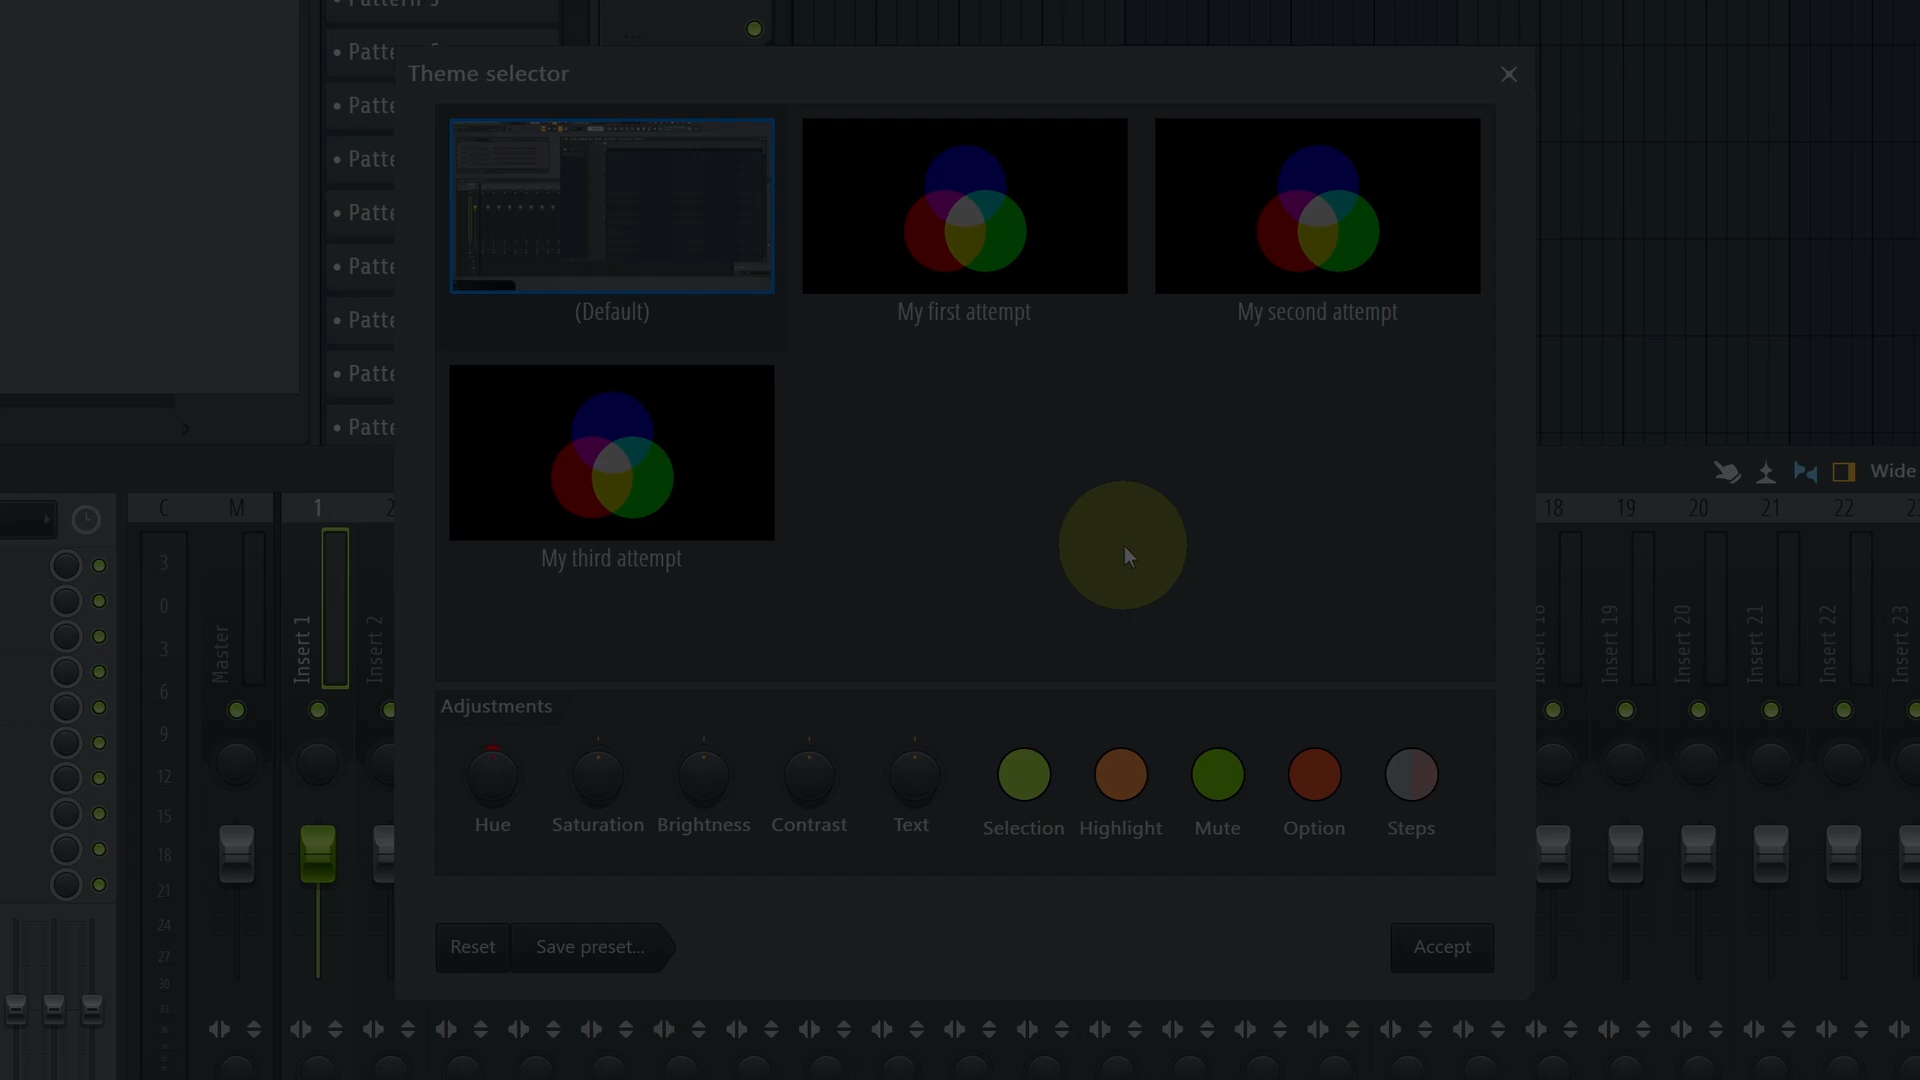 Patte
Theme selector
Patte
Patte
Patte
Patte
Patte
Patte
Patte
(Default)
My first attempt
My second attempt
My third attempt
Wide
C
M
1
2
18
19
20
21
22
3
0
3
6
9
12
15
18
21
24
27
30
33
Master
Insert 1
Insert 2
Insert 19
Insert 20
Insert 21
Insert 22
Insert 23
Adjustments
Hue
Saturation
Brightness
Contrast
Text
Selection
Highlight
Mute
Option
Steps
Reset
Save preset...
Accept